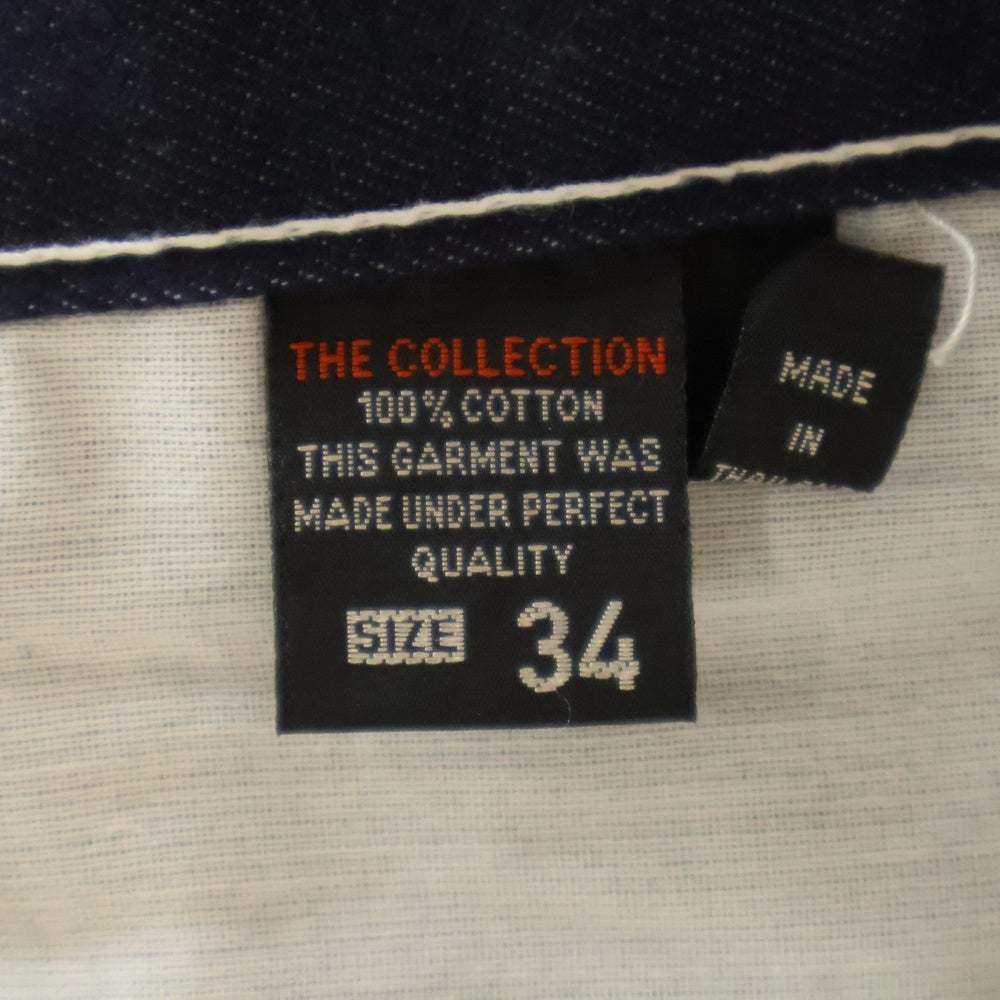 THE COLLECTION
100% COTTON
THIS GARMENT WAS
MADE UNDER PERFECT
QUALITY
SIZE 34
MADE
IN